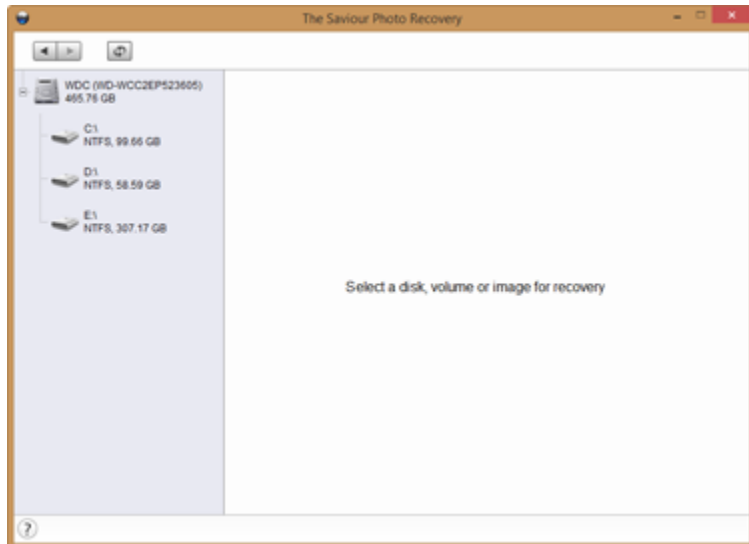 The Saviour Photo Recovery
WDC (WD-WCC2EP523605)
465.76 GB
C:\
NTFS, 99.66 GB
D:\
NTFS, 58.59 GB
E:\
NTFS, 307.17 GB
Select a disk, volume or image for recovery
?